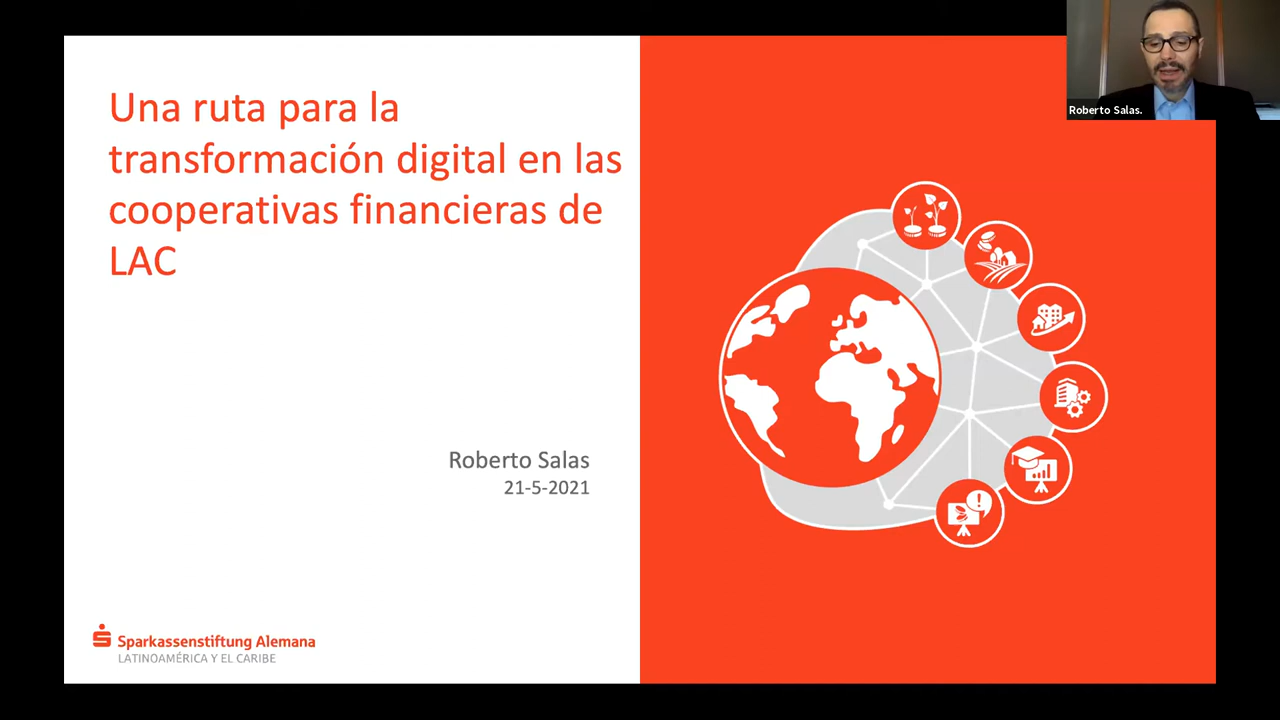 Una ruta para la
transformación digital en las
cooperativas financieras de
LAC
Roberto Salas
21-5-2021
Sparkassenstiftung Alemana
LATINOAMÉRICA Y EL CARIBE
Roberto Salas.